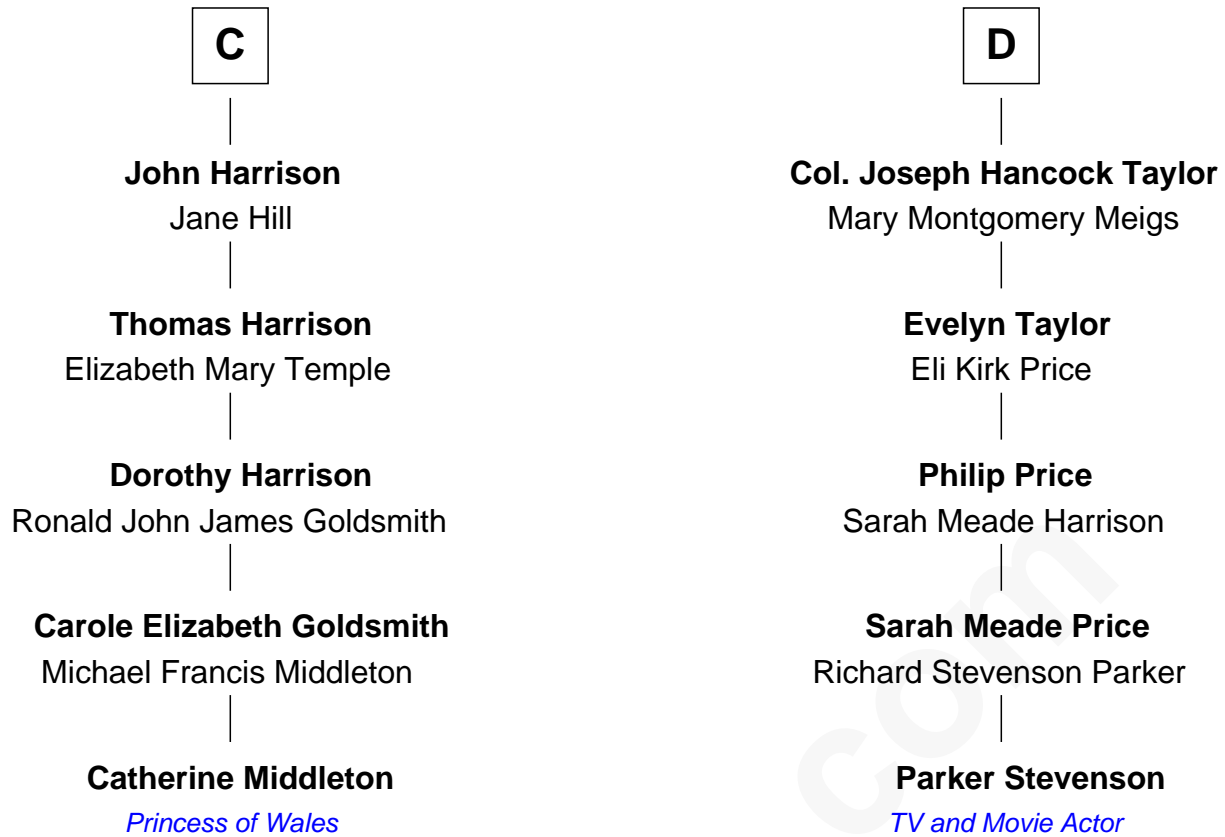 C
John Harrison
Jane Hill
Thomas Harrison
Elizabeth Mary Temple
Dorothy Harrison
Ronald John James Goldsmith
Carole Elizabeth Goldsmith
Michael Francis Middleton
Catherine Middleton
Princess of Wales
D
Col. Joseph Hancock Taylor
Mary Montgomery Meigs
Evelyn Taylor
Eli Kirk Price
Philip Price
Sarah Meade Harrison
Sarah Meade Price
Richard Stevenson Parker
Parker Stevenson
TV and Movie Actor
com